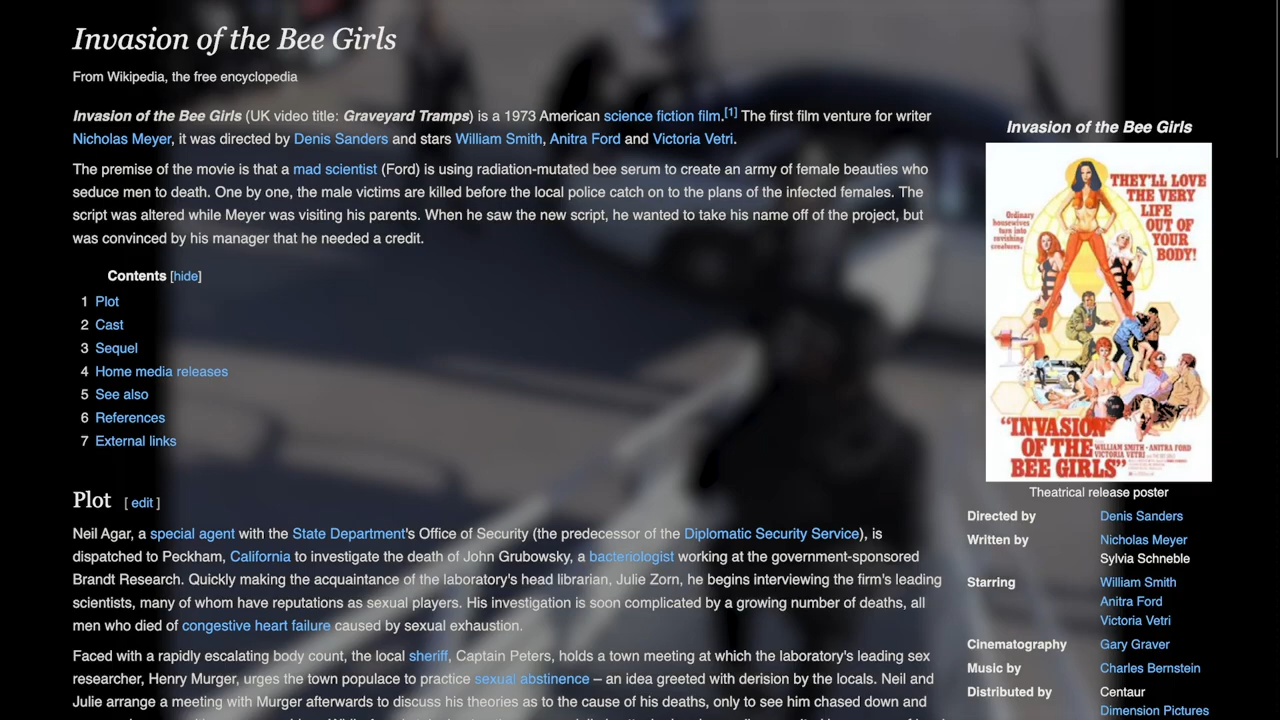 Invasion of the Bee Girls
From Wikipedia, the free encyclopedia
Invasion of the Bee Girls (UK video title: Graveyard Tramps) is a 1973 American science fiction film.[1] The first film venture for writer
Nicholas Meyer, it was directed by Denis Sanders and stars William Smith, Anitra Ford and Victoria Vetri.
The premise of the movie is that a mad scientist (Ford) is using radiation-mutated bee serum to create an army of female beauties who
seduce men to death. One by one, the male victims are killed before the local police catch on to the plans of the infected females. The
script was altered while Meyer was visiting his parents. When he saw the new script, he wanted to take his name off of the project, but
was convinced by his manager that he needed a credit.
Contents [hide]
1 Plot
2 Cast
3 Sequel
4 Home media releases
5 See also
6 References
7 External links
Plot [ edit ]
Neil Agar, a special agent with the State Department's Office of Security (the predecessor of the Diplomatic Security Service), is
dispatched to Peckham, California to investigate the death of John Grubowsky, a bacteriologist working at the government-sponsored
Brandt Research. Quickly making the acquaintance of the laboratory's head librarian, Julie Zorn, he begins interviewing the firm's leading
scientists, many of whom have reputations as sexual players. His investigation is soon complicated by a growing number of deaths, all
men who died of congestive heart failure caused by sexual exhaustion.
Faced with a rapidly escalating body count, the local sheriff, Captain Peters, holds a town meeting at which the laboratory's leading sex
researcher, Henry Murger, urges the town populace to practice sexual abstinence – an idea greeted with derision by the locals. Neil and
Julie arrange a meeting with Murger afterwards to discuss his theories as to the cause of his deaths, only to see him chased down and
Invasion of the Bee Girls
THEY'LL LOVE
THE VERY
LIFE
OUT OF
YOUR
BODY!
Ordinary
housewives
turn into
ravishing
creatures.
"INVASION
OF THE
BEE GIRLS"
WILLIAM SMITH · ANITRA FORD
VICTORIA VETRI
Theatrical release poster
Directed by Denis Sanders
Written by Nicholas Meyer
Sylvia Schneble
Starring William Smith
Anitra Ford
Victoria Vetri
Cinematography Gary Graver
Music by Charles Bernstein
Distributed by Centaur
Dimension Pictures